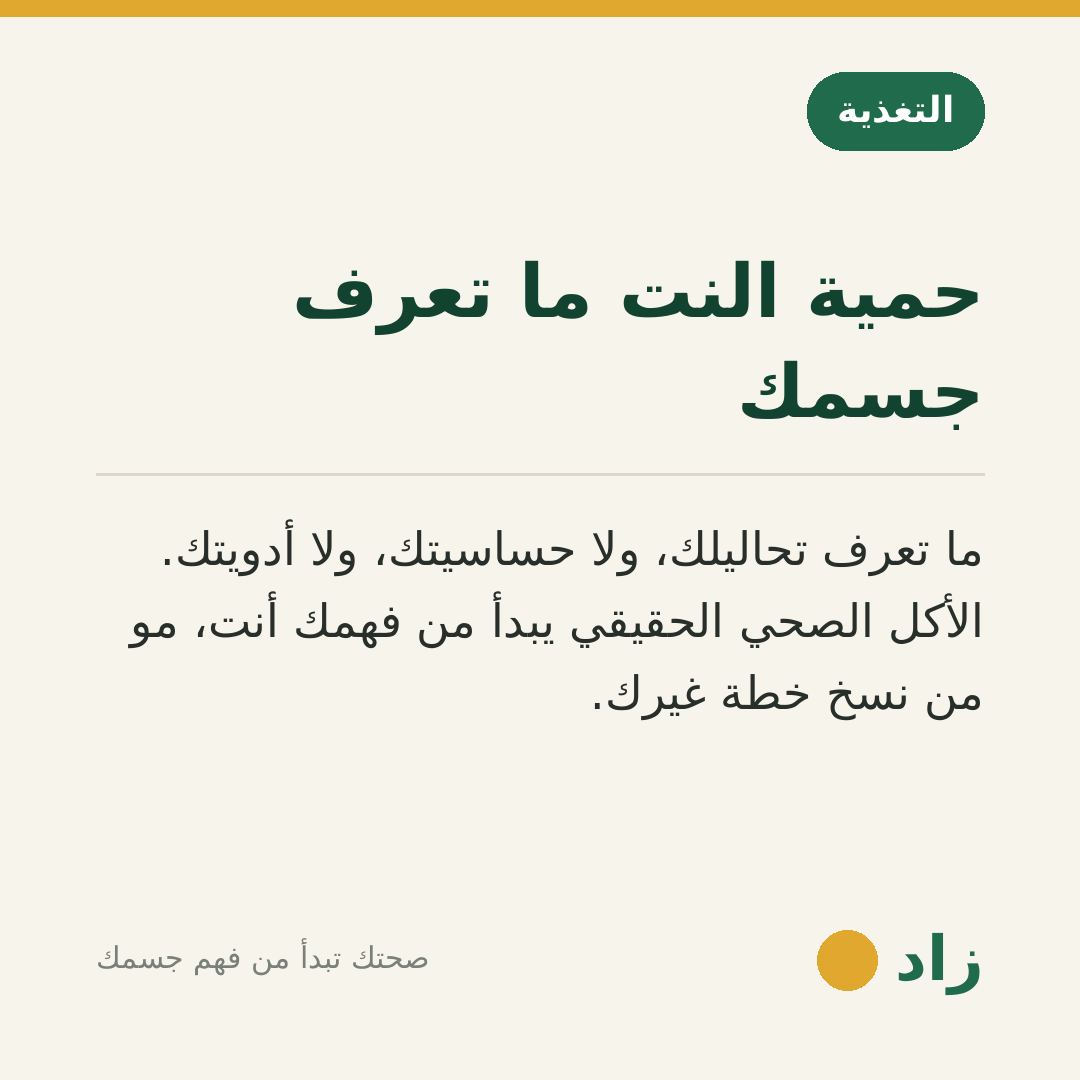 التغذية
حمية النت ما تعرف
جسمك
ما تعرف تحاليلك، ولا حساسيتك، ولا أدويتك.
الأكل الصحي الحقيقي يبدأ من فهمك أنت، مو
من نسخ خطة غيرك.
زاد
صحتك تبدأ من فهم جسمك